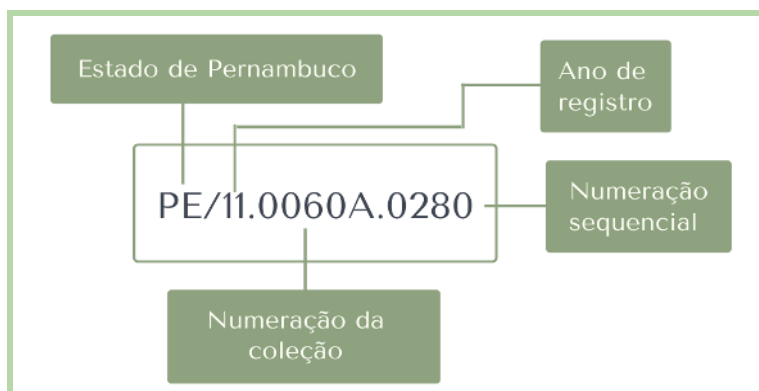 Estado de Pernambuco
Ano de
registro
PE/11.0060A.0280
Numeração
sequencial
Numeração da
coleção